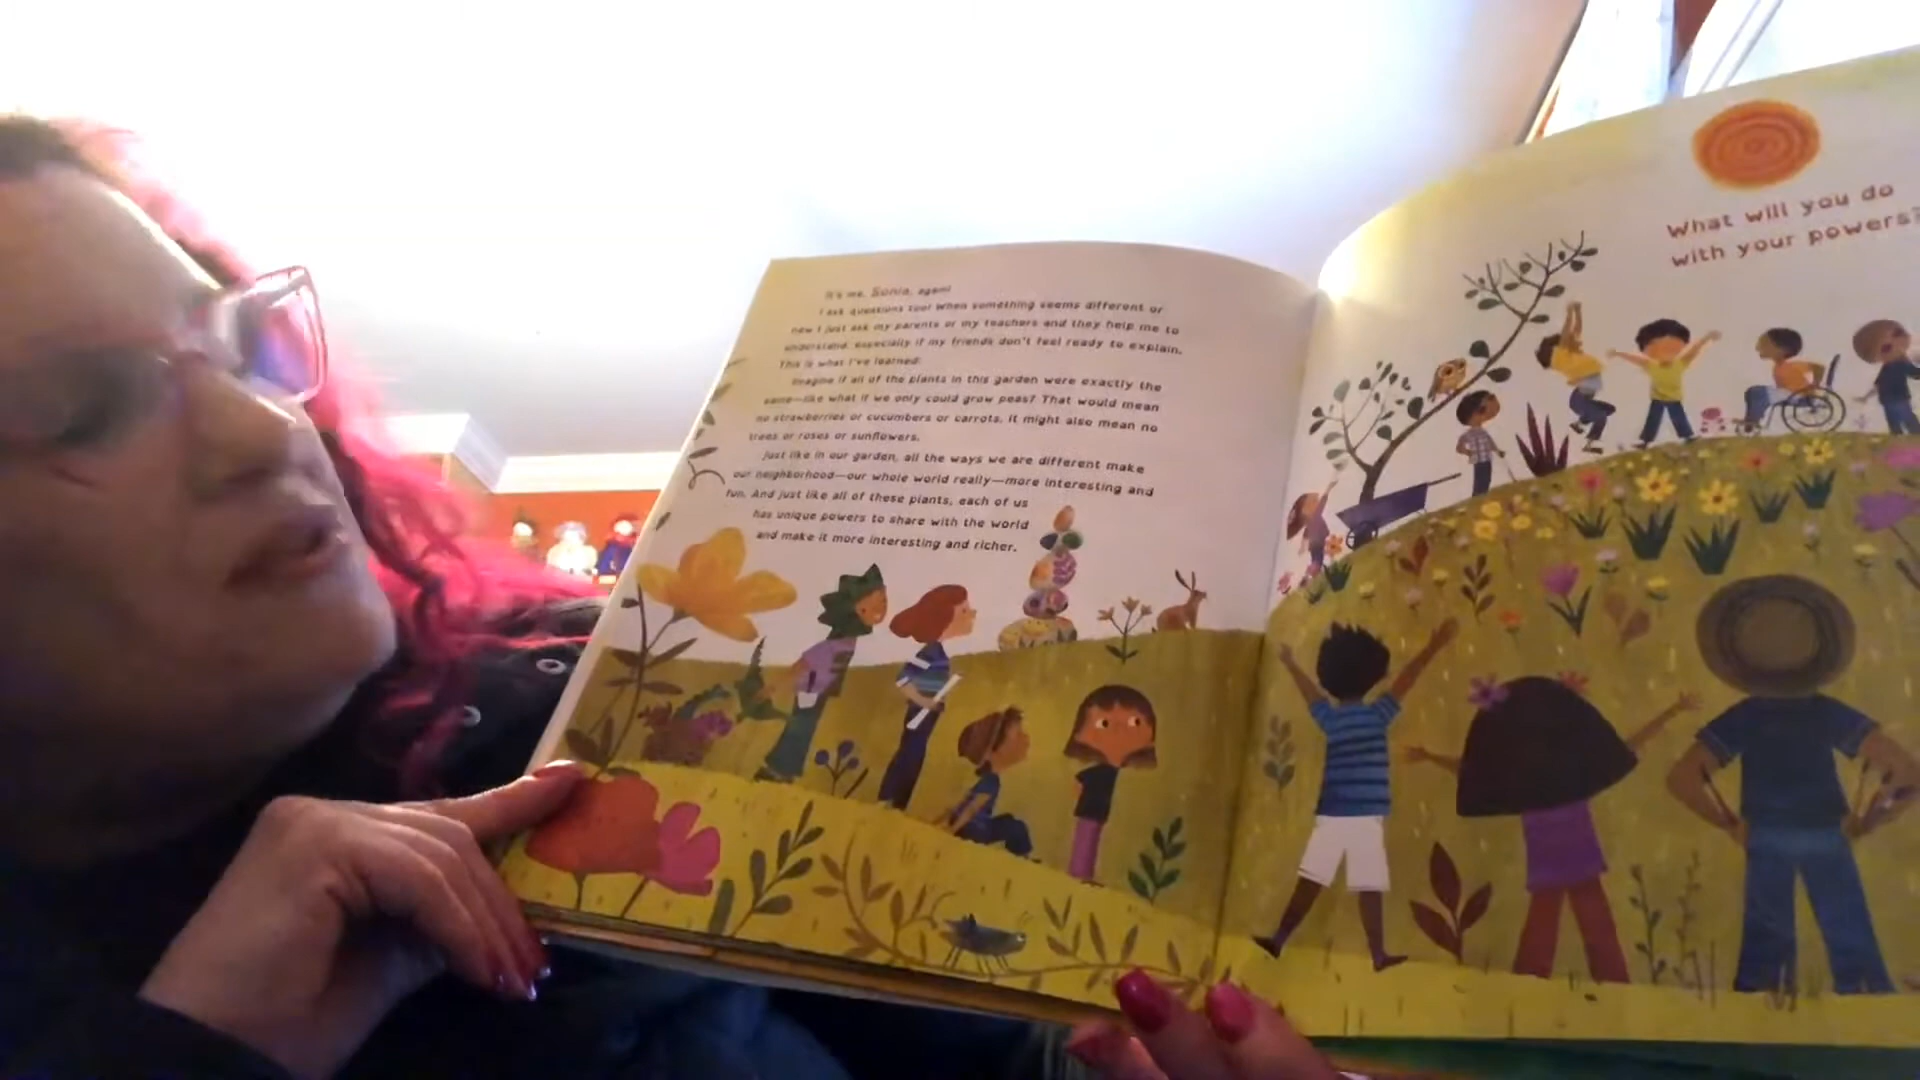 It's me, Sonia, again!
I ask questions too! When something seems different or
new I just ask my parents or my teachers and they help me to
understand, especially if my friends don't feel ready to explain.
This is what I've learned:
Imagine if all of the plants in this garden were exactly the
same—like what if we only could grow peas? That would mean
no strawberries or cucumbers or carrots. It might also mean no
trees or roses or sunflowers.
Just like in our garden, all the ways we are different make
our neighborhood—our whole world really—more interesting and
fun. And just like all of these plants, each of us
has unique powers to share with the world
and make it more interesting and richer.
What will you do
with your powers?